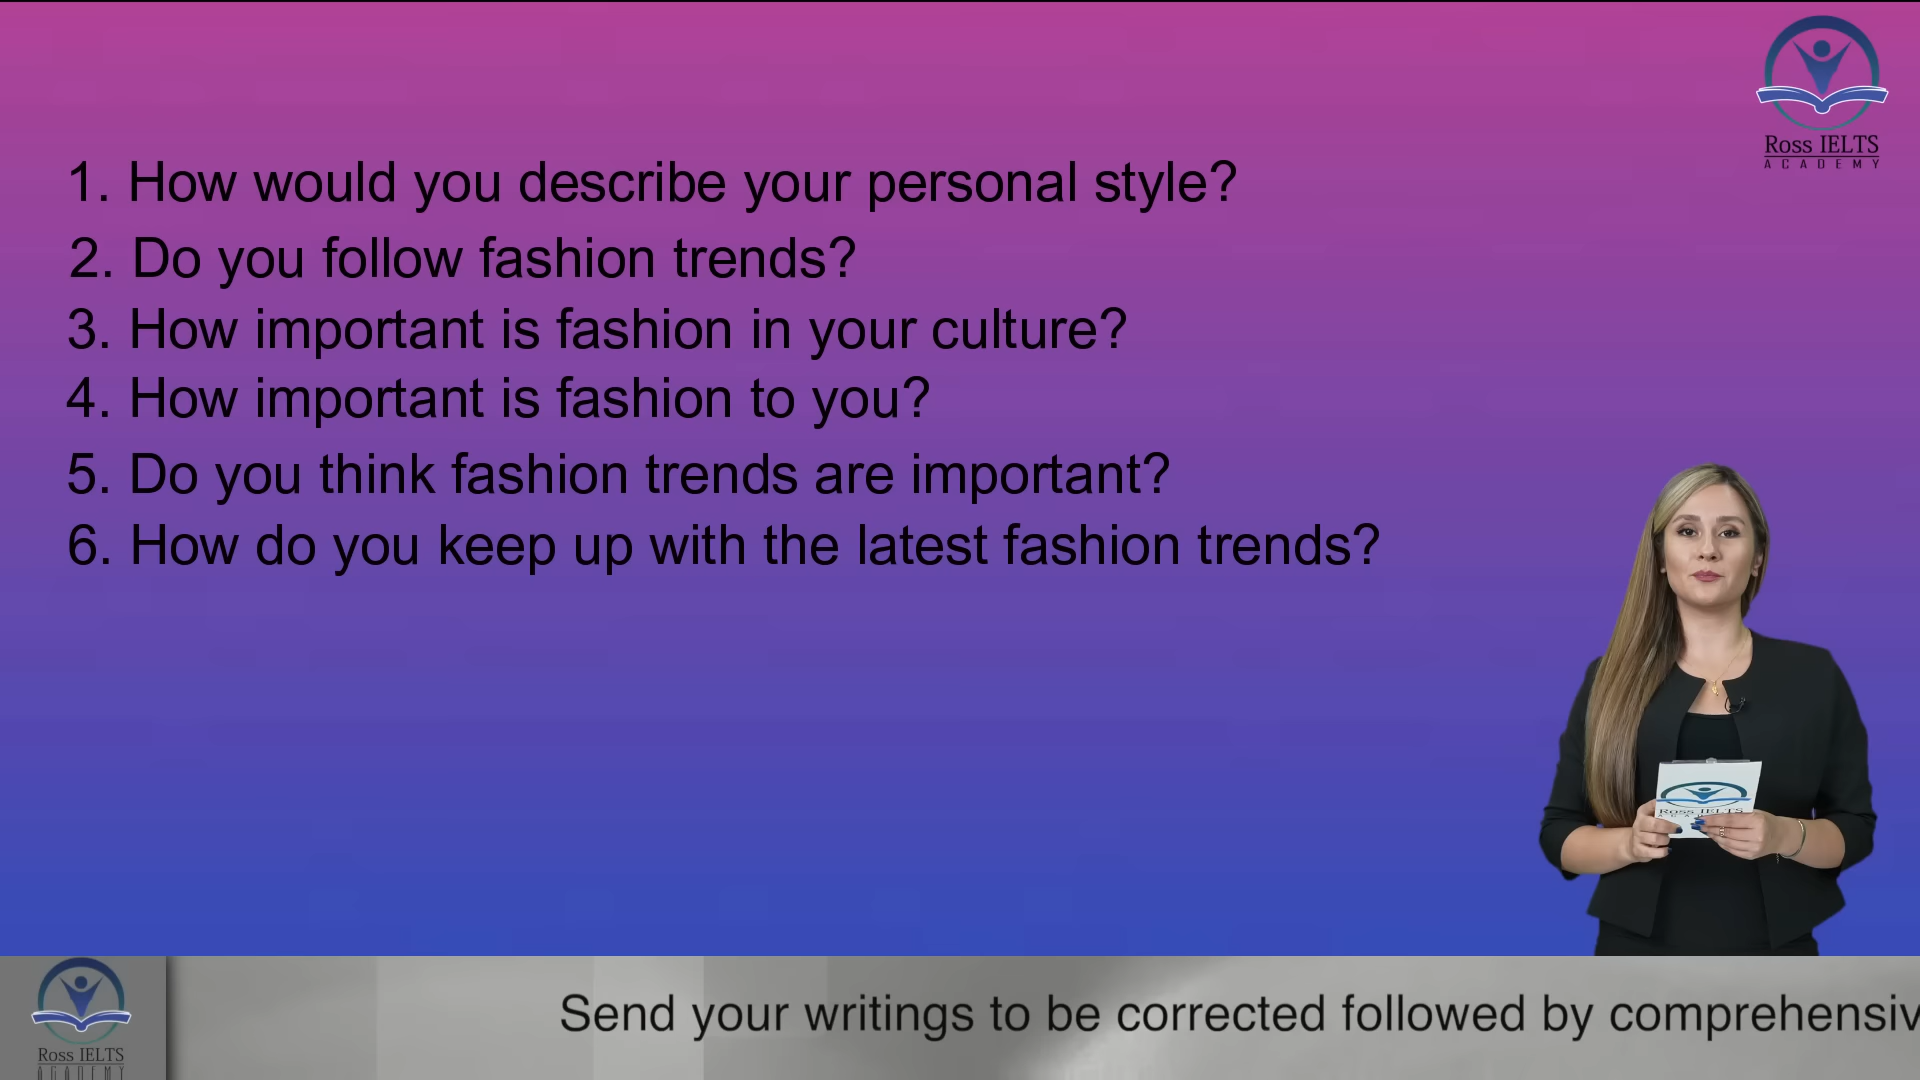 Ross IELTS
ACADEMY
1. How would you describe your personal style?
2. Do you follow fashion trends?
3. How important is fashion in your culture?
4. How important is fashion to you?
5. Do you think fashion trends are important?
6. How do you keep up with the latest fashion trends?
Ross IELTS
Send your writings to be corrected followed by comprehensiv
Ross IELTS
ACADEMY